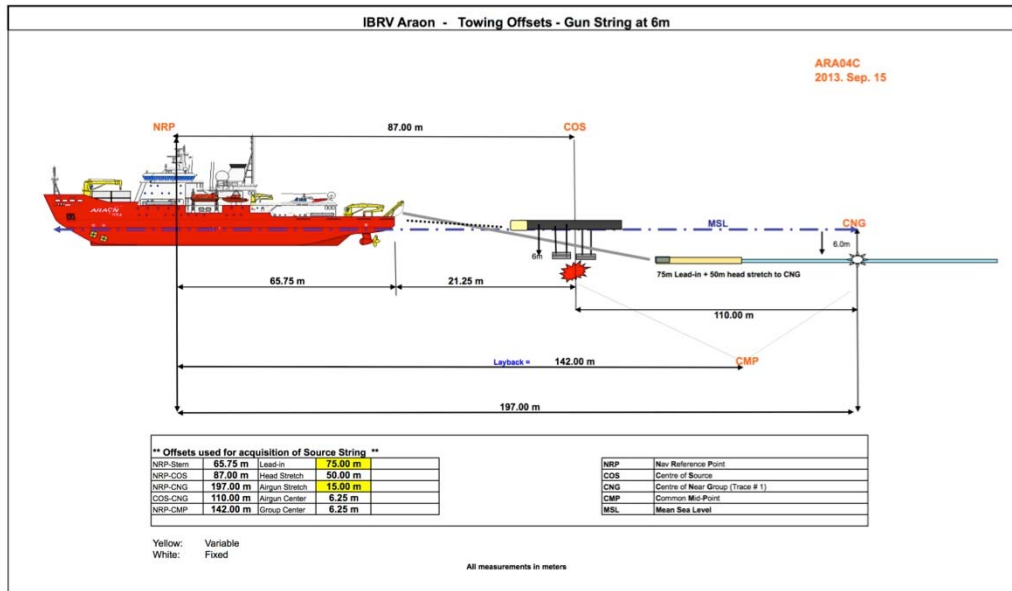 IBRV Araon - Towing Offsets - Gun String at 6m
ARA04C
2013. Sep. 15
NRP
87.00 m
COS
ARAON
MSL
CNG
6m
6.0m
75m Lead-in + 50m head stretch to CNG
65.75 m
21.25 m
110.00 m
CMP
Layback = 142.00 m
197.00 m
** Offsets used for acquisition of Source String **
NRP-Stern 65.75 m Lead-in 75.00 m
NRP-COS 87.00 m Head Stretch 50.00 m
NRP-CNG 197.00 m Airgun Stretch 15.00 m
COS-CNG 110.00 m Airgun Center 6.25 m
NRP-CMP 142.00 m Group Center 6.25 m
NRP Nav Reference Point
COS Centre of Source
CNG Centre of Near Group (Trace # 1)
CMP Common Mid-Point
MSL Mean Sea Level
Yellow: Variable
White: Fixed
All measurements in meters